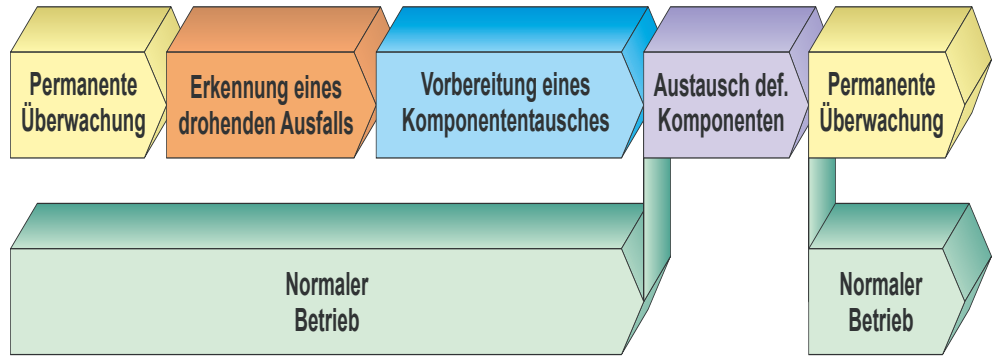 Permanente
Überwachung
Erkennung eines
drohenden Ausfalls
Vorbereitung eines
Komponententausches
Austausch def.
Komponenten
Permanente
Überwachung
Normaler
Betrieb
Normaler
Betrieb